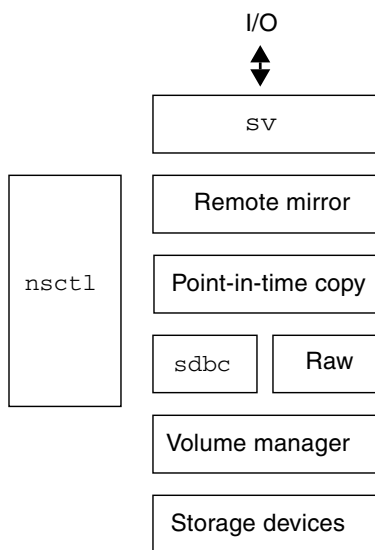 I/O
sv
Remote mirror
nsctl
Point-in-time copy
sdbc
Raw
Volume manager
Storage devices